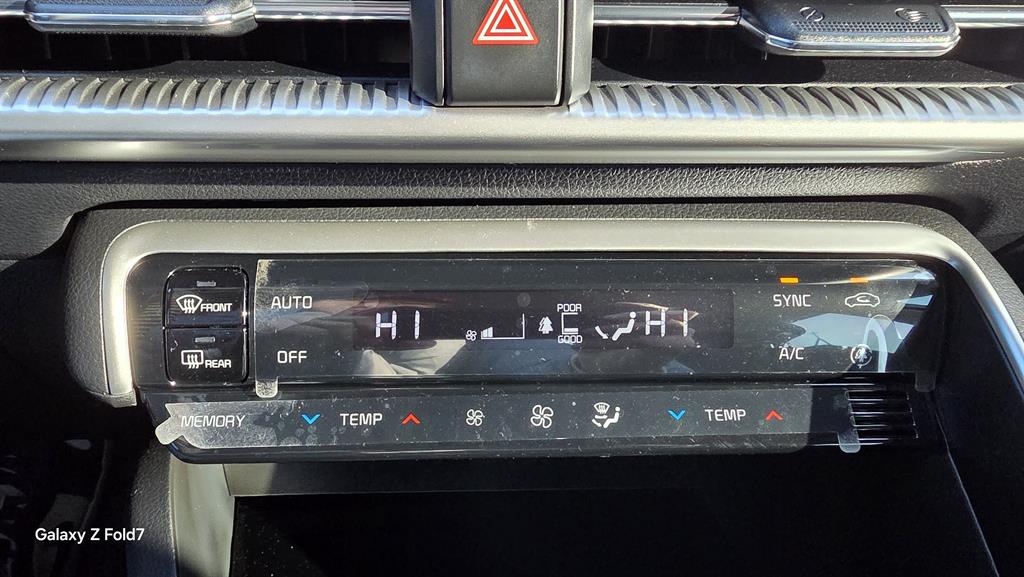 FRONT
AUTO
HI
POOR
GOOD
HI
SYNC
REAR
OFF
A/C
MEMORY
TEMP
TEMP
Galaxy Z Fold7